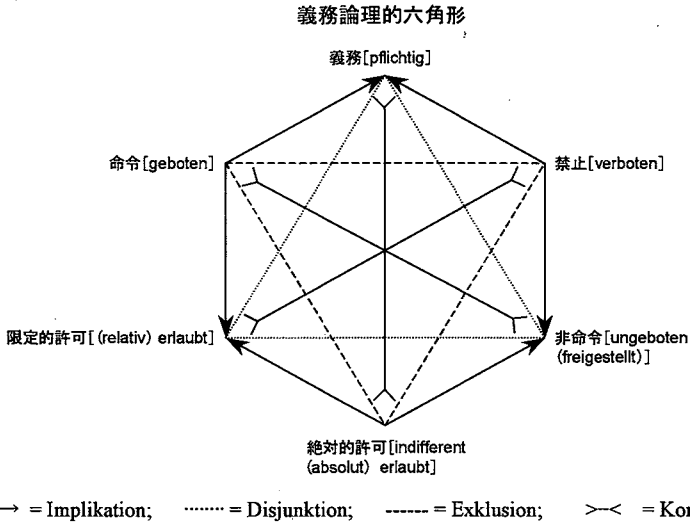 義務論理的六角形
義務[pflichtig]
命令[geboten]
禁止[verboten]
限定的許可[(relativ) erlaubt]
非命令[ungeboten
(freigestellt)]
絶対的許可[indifferent
(absolut) erlaubt]
→ = Implikation; ········ = Disjunktion; ------ = Exklusion; >--< = Kon